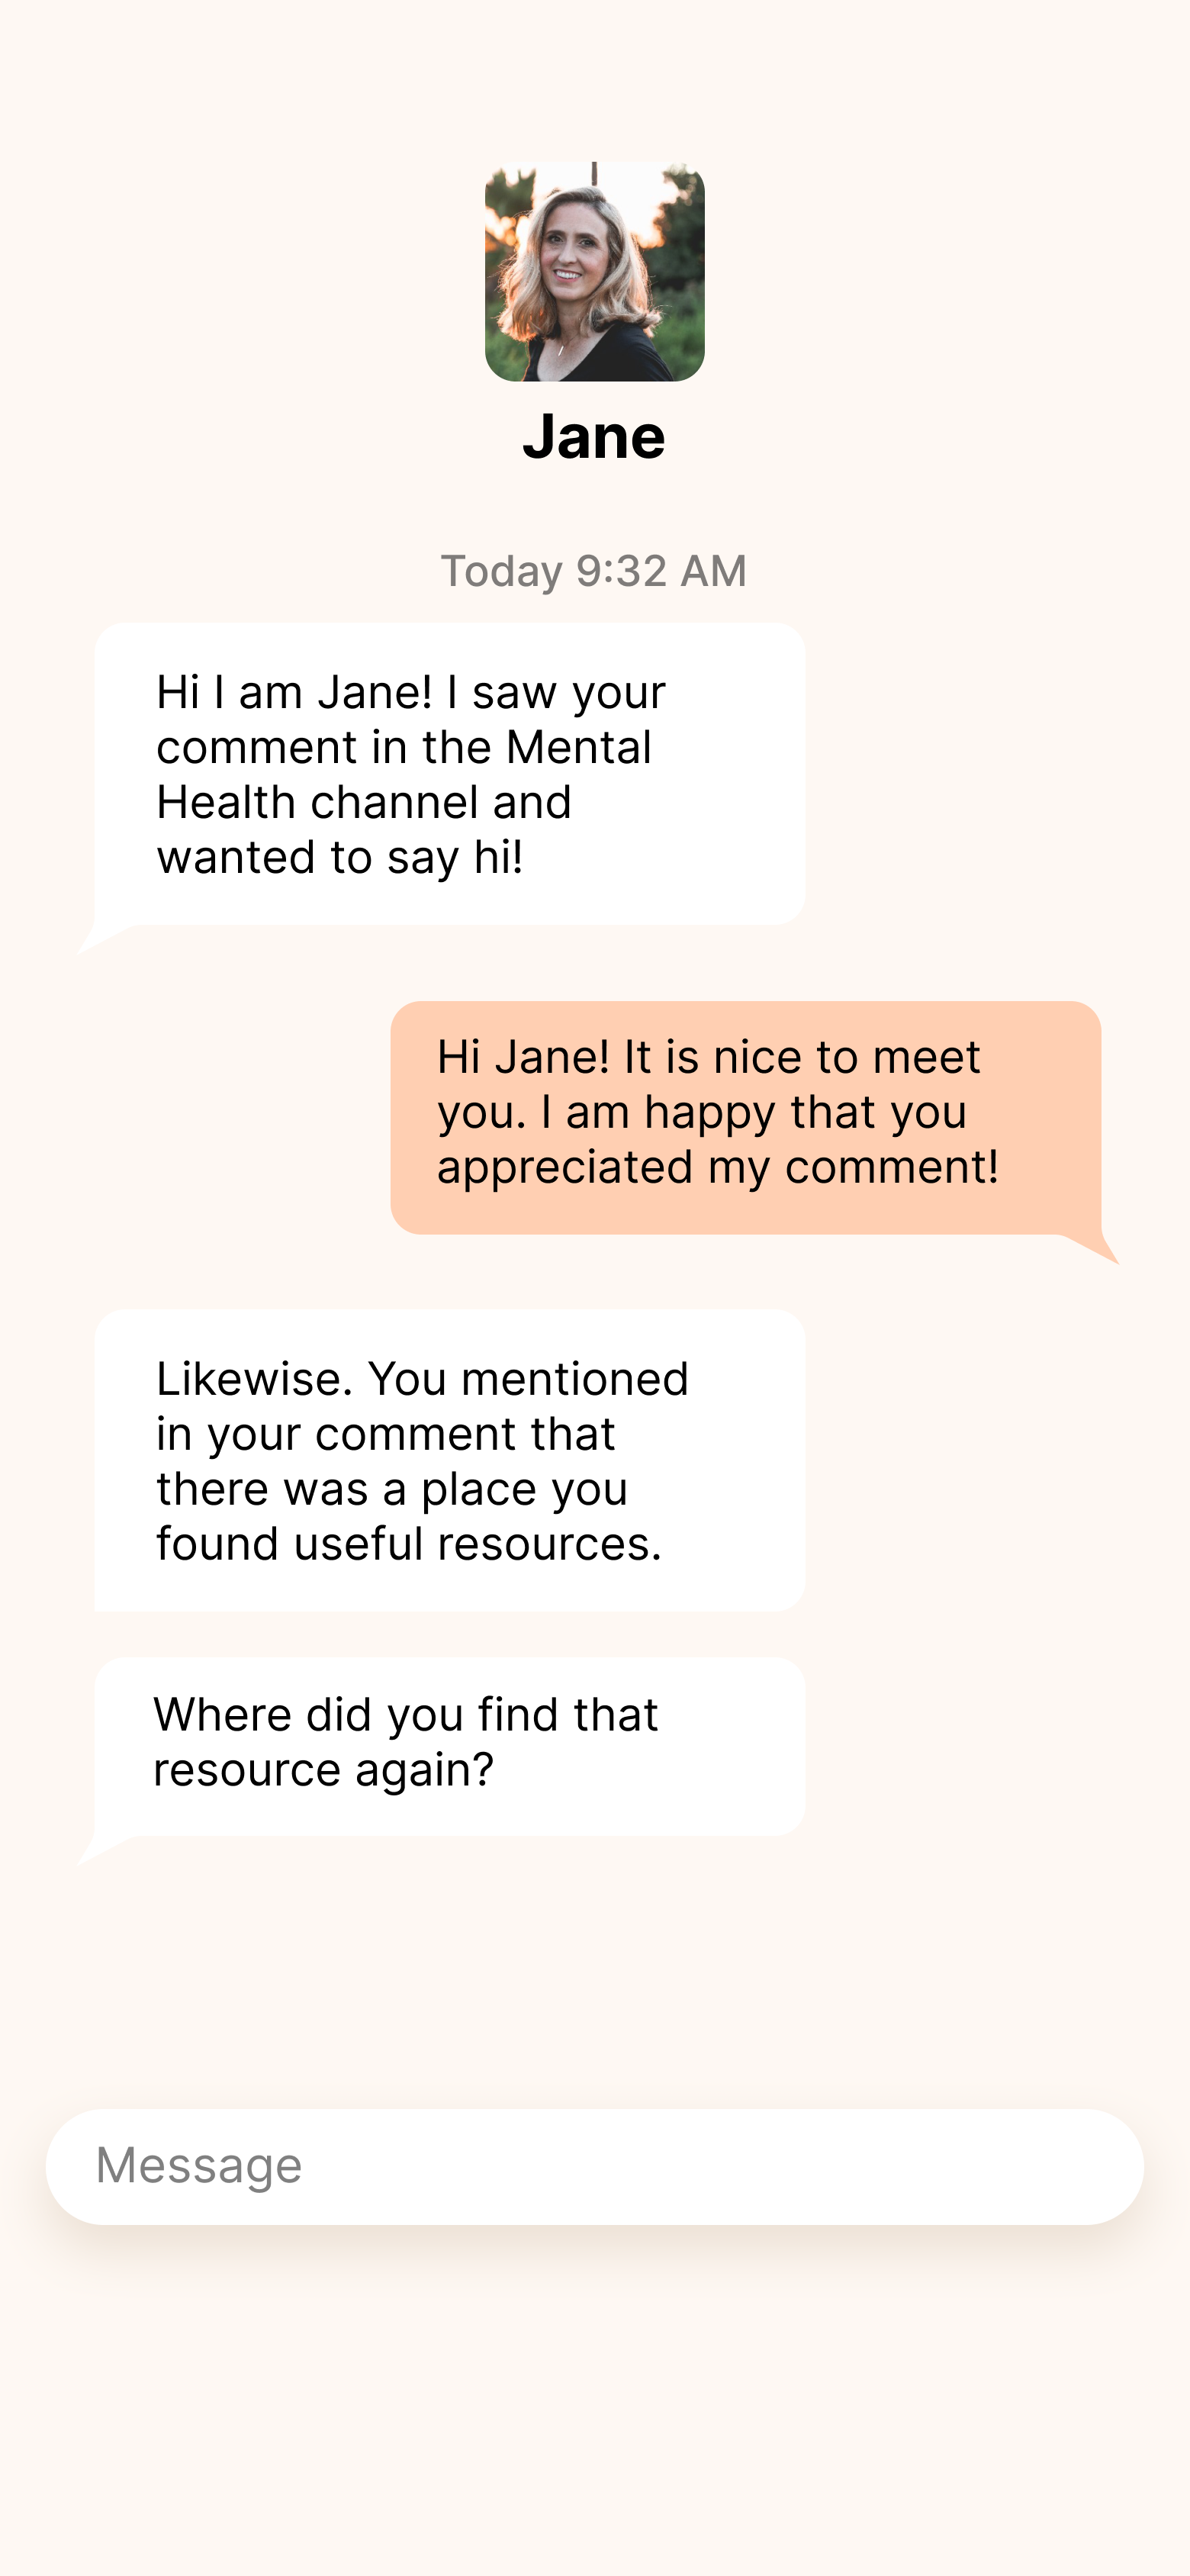 Jane
Today 9:32 AM
Hi I am Jane! I saw your
comment in the Mental
Health channel and
wanted to say hi!
Hi Jane! It is nice to meet
you. I am happy that you
appreciated my comment!
Likewise. You mentioned
in your comment that
there was a place you
found useful resources.
Where did you find that
resource again?
Message